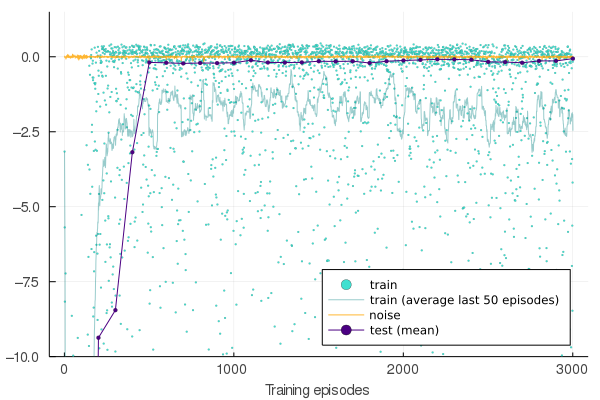 0.0
−2.5
−5.0
−7.5
−10.0
train
train (average last 50 episodes)
noise
test (mean)
0 1000 2000 3000
Training episodes